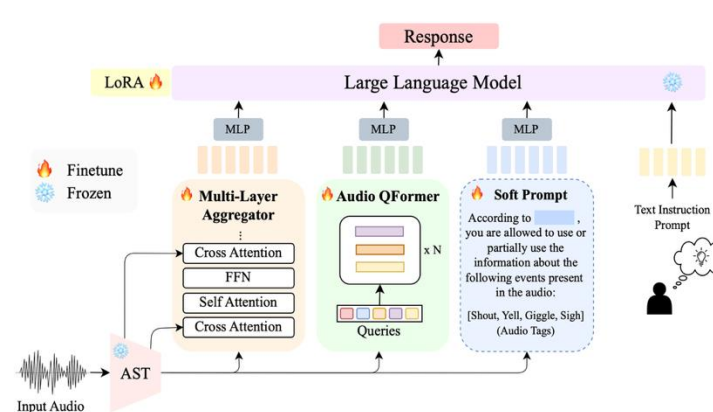 Response
LoRA
Large Language Model
MLP
MLP
MLP
Finetune
Frozen
Multi-Layer
Aggregator
⋮
Cross Attention
FFN
Self Attention
Cross Attention
Audio QFormer
x N
Queries
Soft Prompt
According to ,
you are allowed to use or
partially use the
information about the
following events present
in the audio:
[Shout, Yell, Giggle, Sigh]
(Audio Tags)
Text Instruction
Prompt
AST
Input Audio